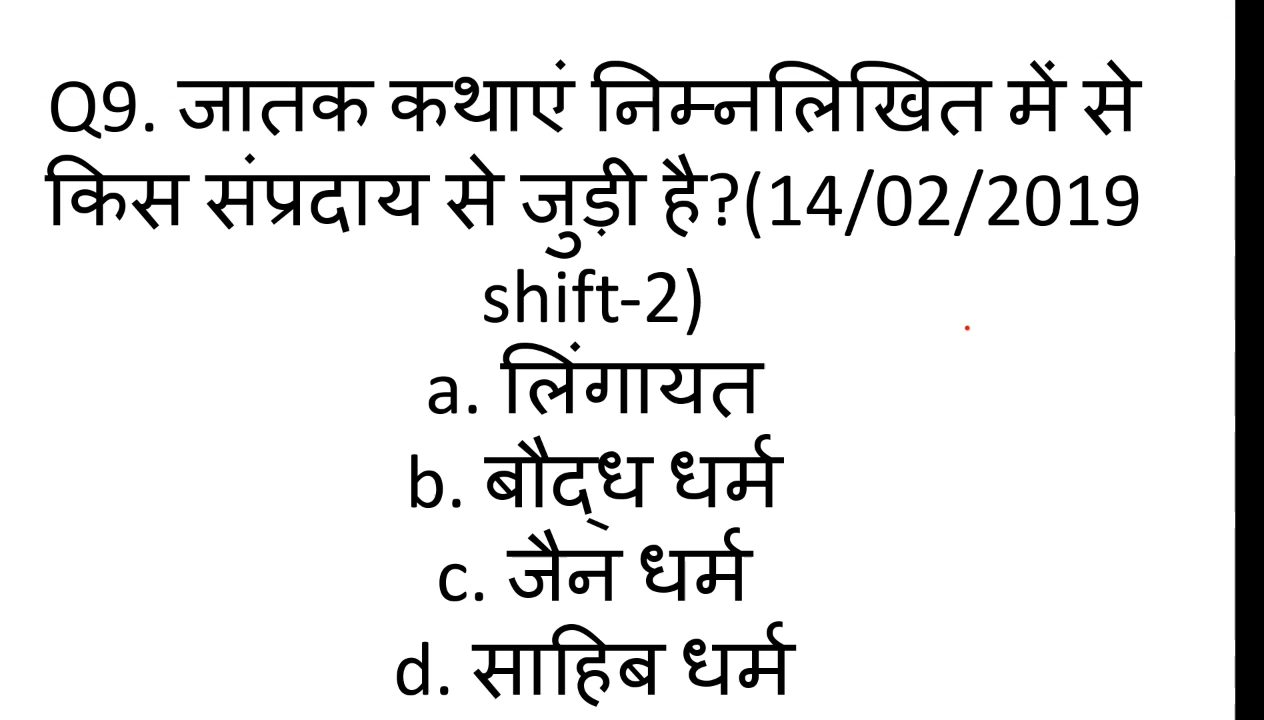 Q9. जातक कथाएं निम्नलिखित में से
किस संप्रदाय से जुड़ी है?(14/02/2019
shift-2)
a. लिंगायत
b. बौद्ध धर्म
c. जैन धर्म
d. साहिब धर्म